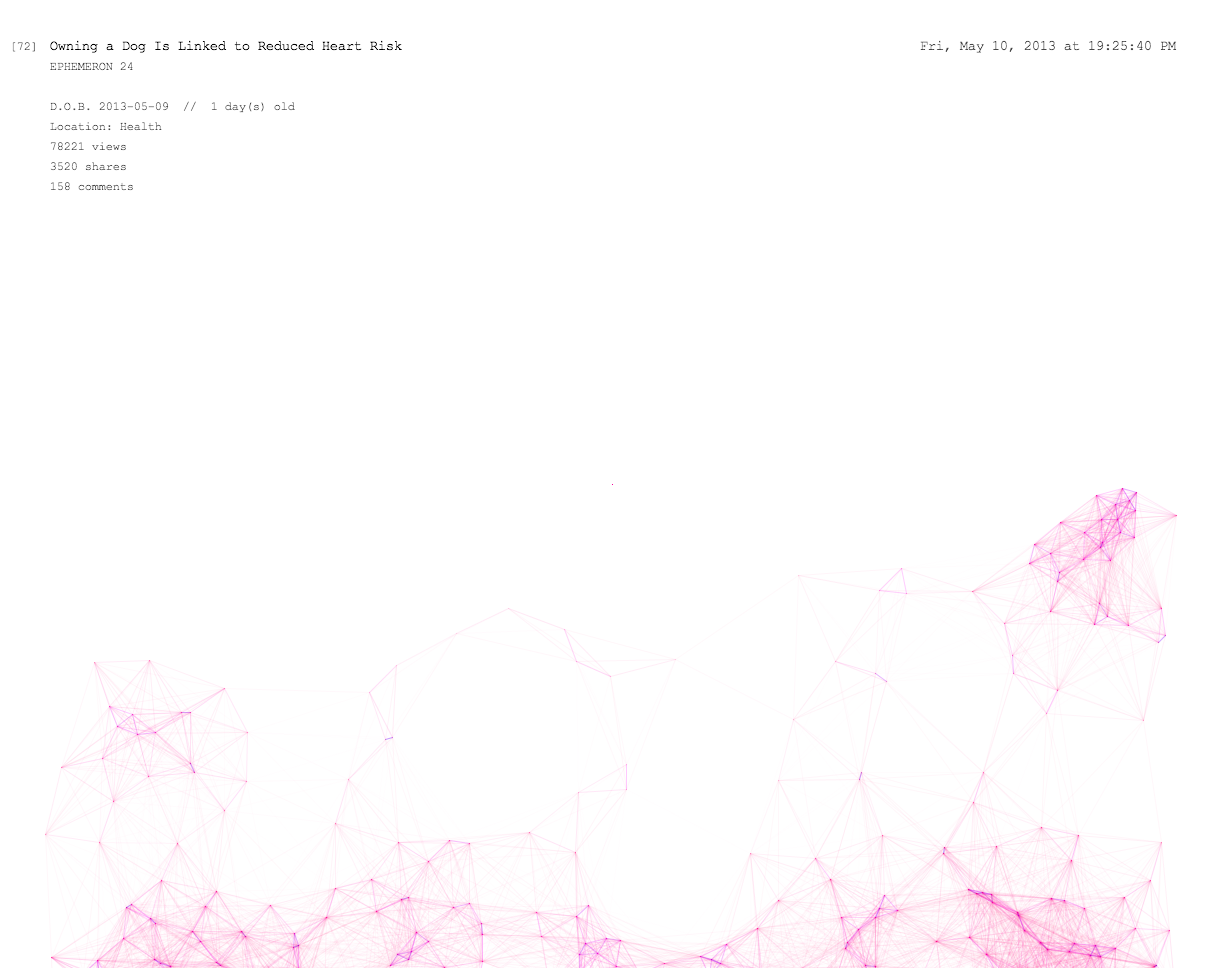 [72] Owning a Dog Is Linked to Reduced Heart Risk
Fri, May 10, 2013 at 19:25:40 PM
EPHEMERON 24
D.O.B. 2013-05-09 // 1 day(s) old
Location: Health
78221 views
3520 shares
158 comments